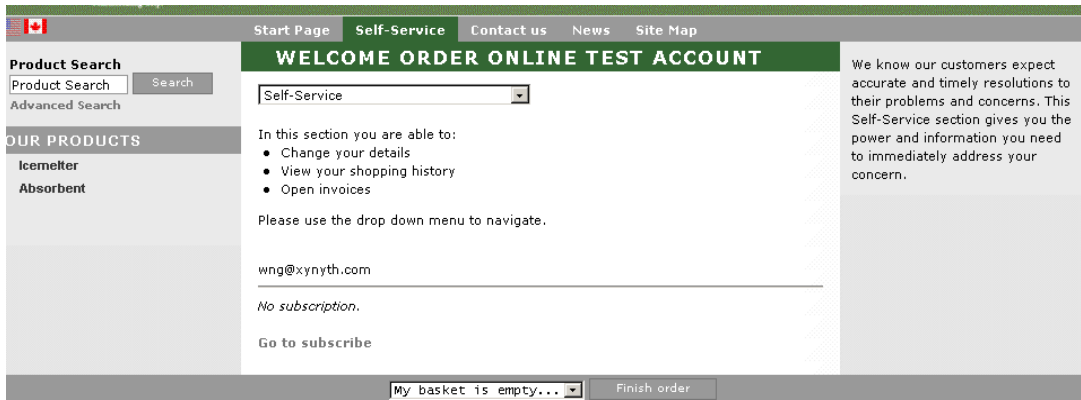 Start Page Self-Service Contact us News Site Map
Product Search
Product Search Search
Advanced Search
OUR PRODUCTS
Icemelter
Absorbent
WELCOME ORDER ONLINE TEST ACCOUNT
Self-Service
In this section you are able to:
• Change your details
• View your shopping history
• Open invoices
Please use the drop down menu to navigate.
wng@xynyth.com
No subscription.
Go to subscribe
We know our customers expect
accurate and timely resolutions to
their problems and concerns. This
Self-Service section gives you the
power and information you need
to immediately address your
concern.
My basket is empty... Finish order